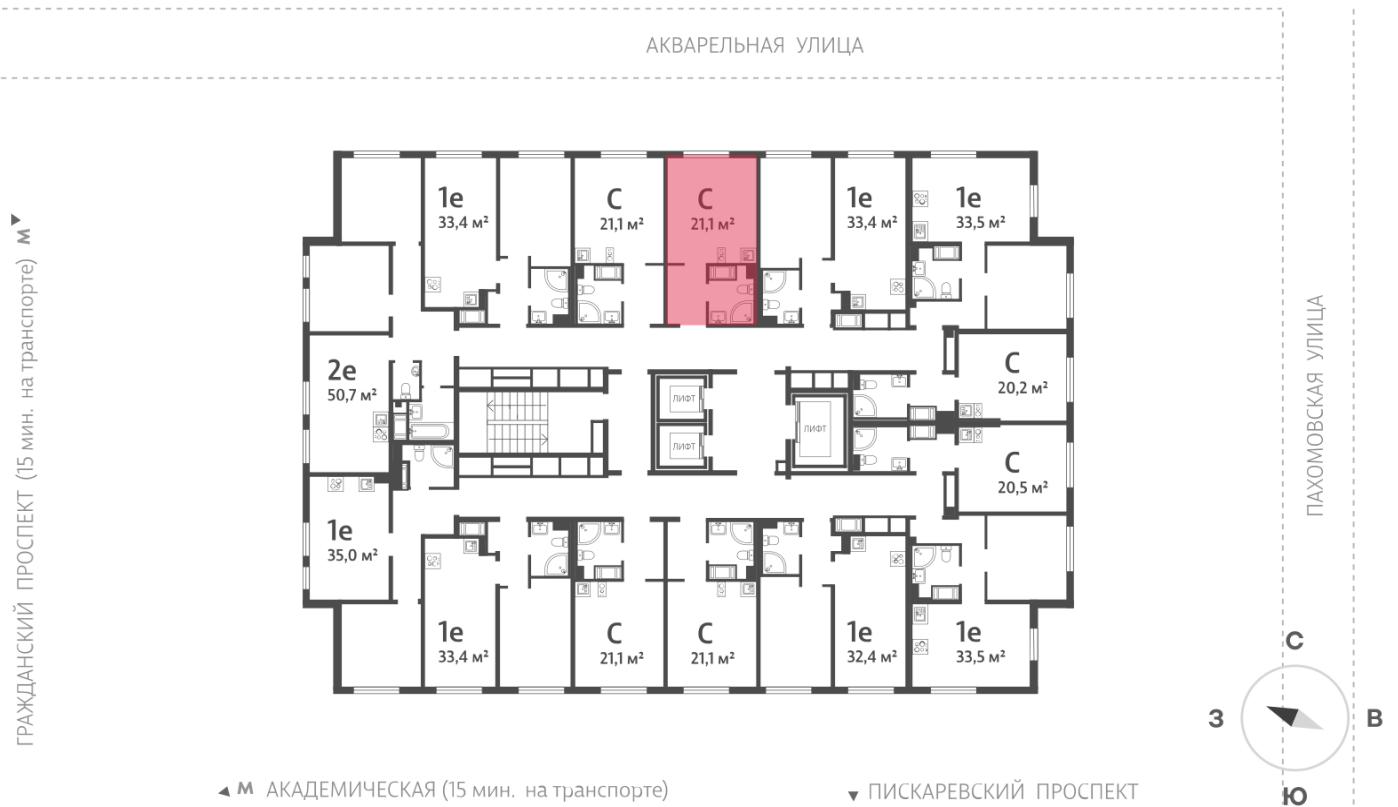 АКВАРЕЛЬНАЯ УЛИЦА
1е
33,4 м²
С
21,1 м²
С
21,1 м²
1е
33,4 м²
1е
33,5 м²
ГРАЖДАНСКИЙ ПРОСПЕКТ (15 мин. на транспорте) М
ПАХОМОВСКАЯ УЛИЦА
2е
50,7 м²
ЛИФТ
ЛИФТ
ЛИФТ
С
20,2 м²
С
20,5 м²
1е
35,0 м²
1е
33,4 м²
С
21,1 м²
С
21,1 м²
1е
32,4 м²
1е
33,5 м²
С
З
В
Ю
М АКАДЕМИЧЕСКАЯ (15 мин. на транспорте)
ПИСКАРЕВСКИЙ ПРОСПЕКТ